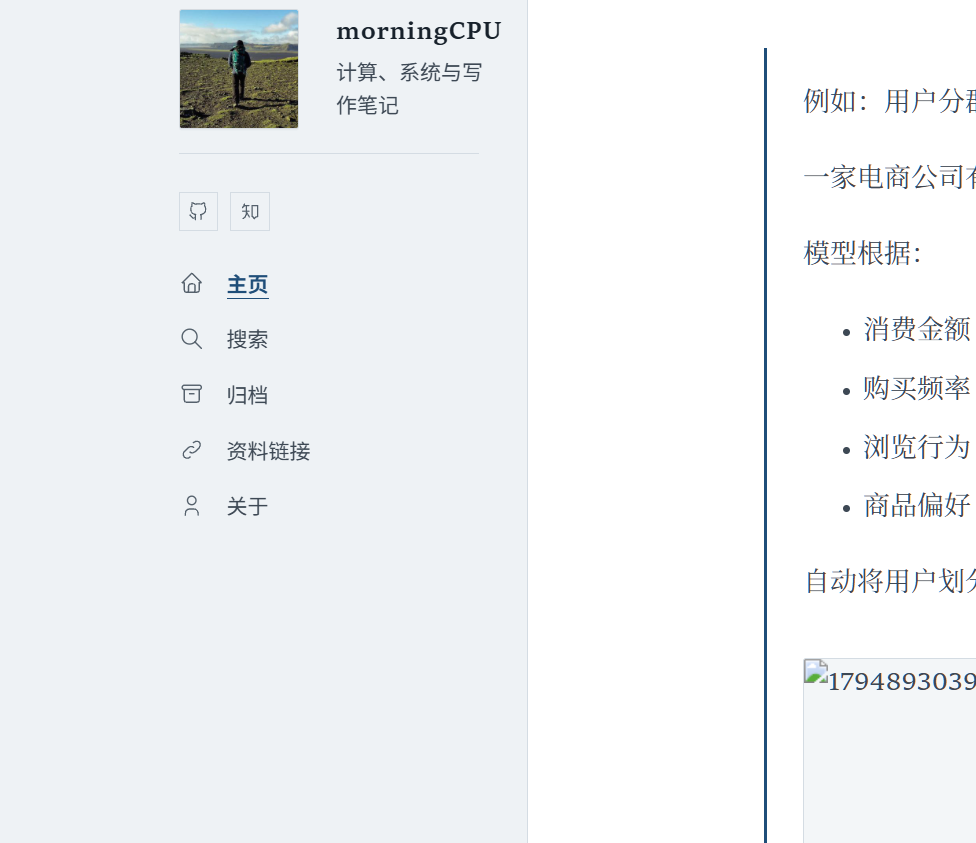 morningCPU
计算、系统与写
作笔记
知
主页
搜索
归档
资料链接
关于
例如：用户分
一家电商公司
模型根据：
消费金额
购买频率
浏览行为
商品偏好
自动将用户划
1794893039